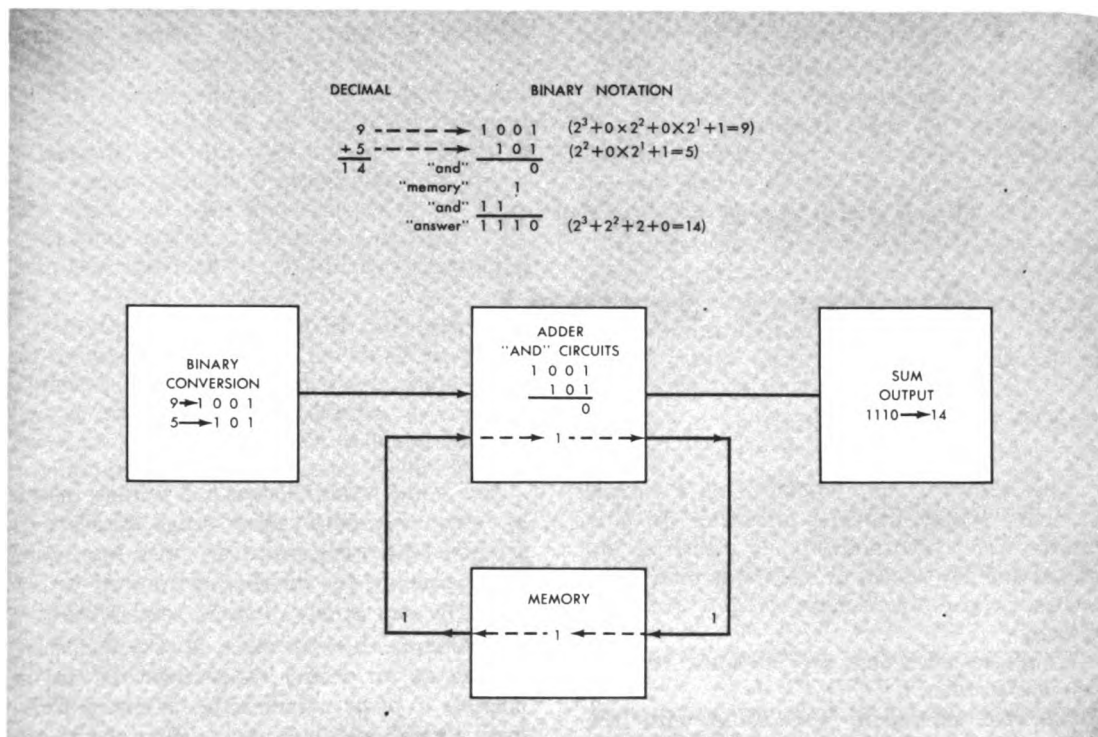 DECIMAL BINARY NOTATION
9 1 0 0 1 (2³+0×2²+0×2¹+1=9)
+5 1 0 1 (2²+0×2¹+1=5)
1 4 "and" 0
"memory" 1
"and" 1 1
"answer" 1 1 1 0 (2³+2²+2+0=14)
BINARY
CONVERSION
9→1 0 0 1
5→1 0 1
ADDER
"AND" CIRCUITS
1 0 0 1
1 0 1
0
1
SUM
OUTPUT
1110→14
MEMORY
1 1 1